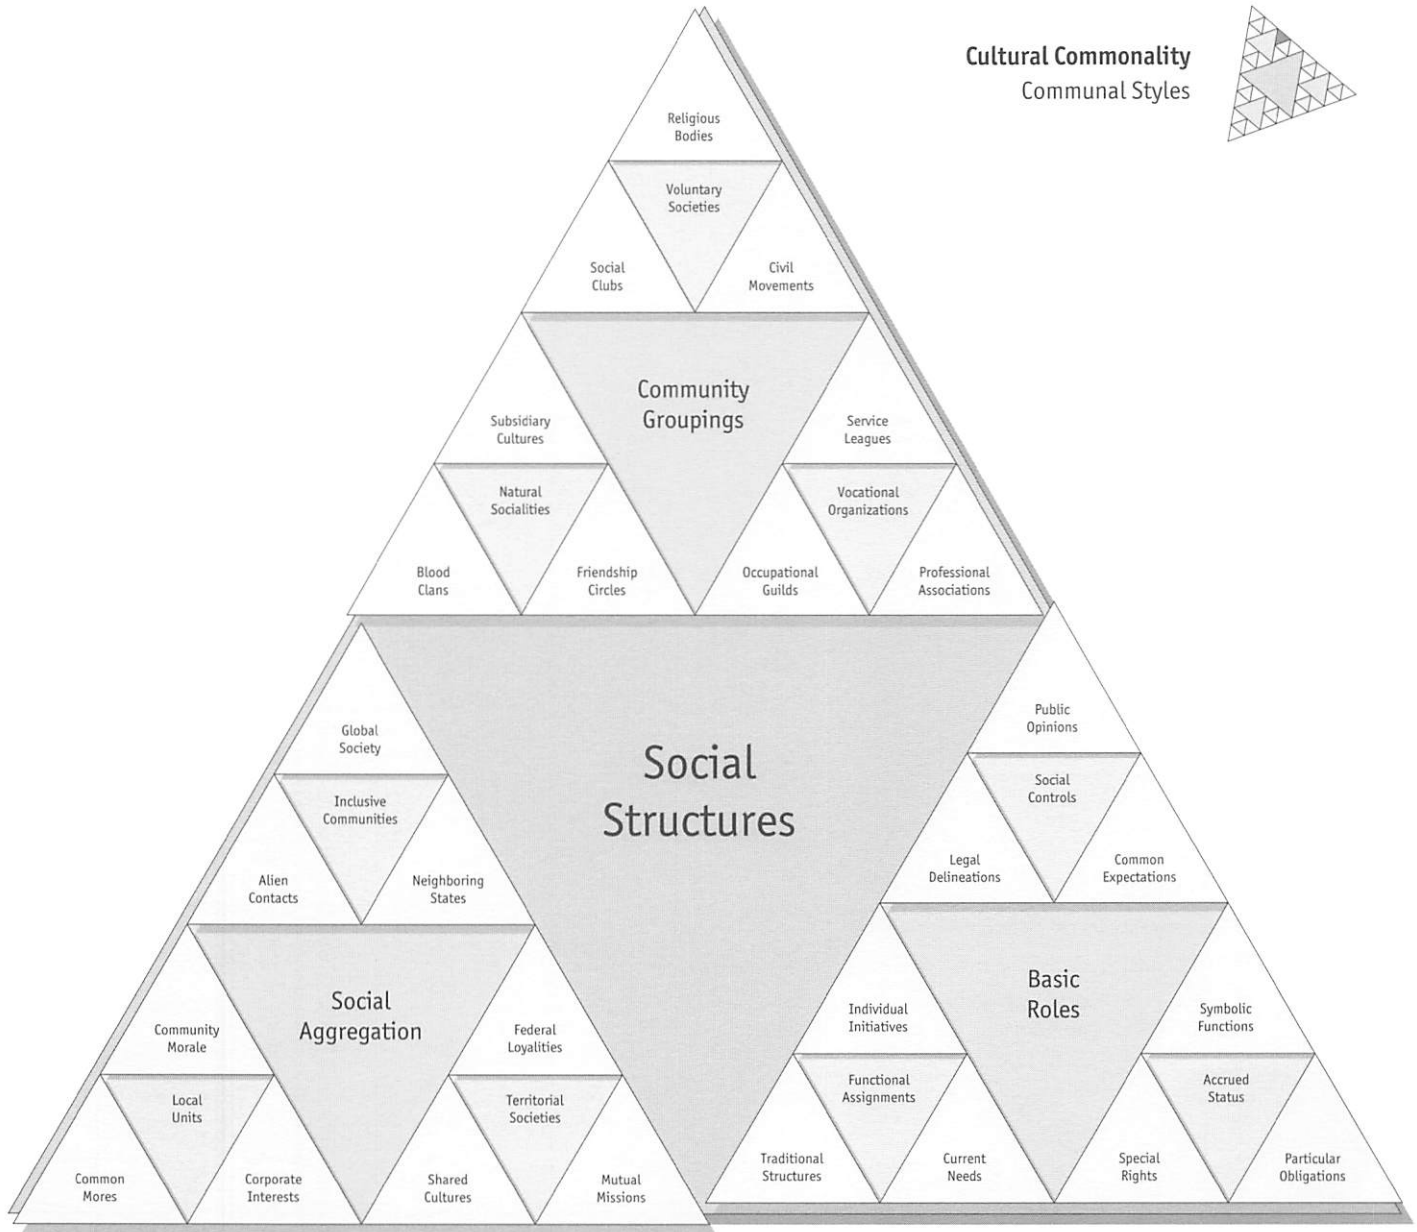 Cultural Commonality
Communal Styles
Religious
Bodies
Voluntary
Societies
Social
Clubs
Civil
Movements
Community
Groupings
Subsidiary
Cultures
Service
Leagues
Natural
Socialities
Vocational
Organizations
Blood
Clans
Friendship
Circles
Occupational
Guilds
Professional
Associations
Social
Structures
Global
Society
Inclusive
Communities
Alien
Contacts
Neighboring
States
Social
Aggregation
Community
Morale
Federal
Loyalities
Local
Units
Territorial
Societies
Common
Mores
Corporate
Interests
Shared
Cultures
Mutual
Missions
Public
Opinions
Social
Controls
Legal
Delineations
Common
Expectations
Basic
Roles
Individual
Initiatives
Symbolic
Functions
Functional
Assignments
Accrued
Status
Traditional
Structures
Current
Needs
Special
Rights
Particular
Obligations